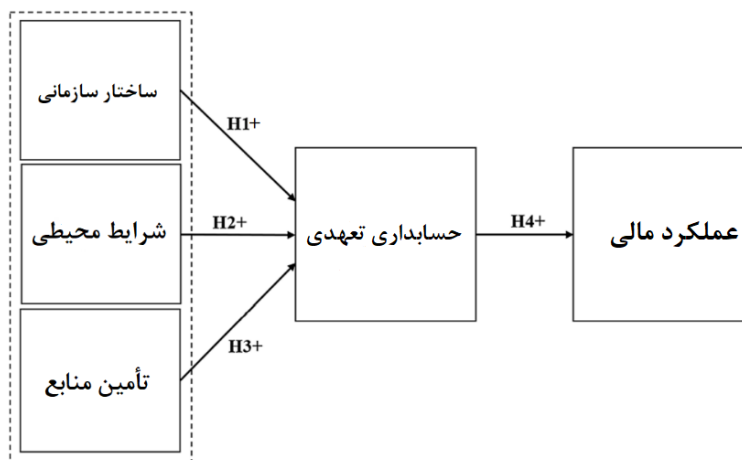 ساختار سازمانی
H1+
شرایط محیطی
H2+
حسابداری تعهدی
H4+
عملکرد مالی
H3+
تأمین منابع